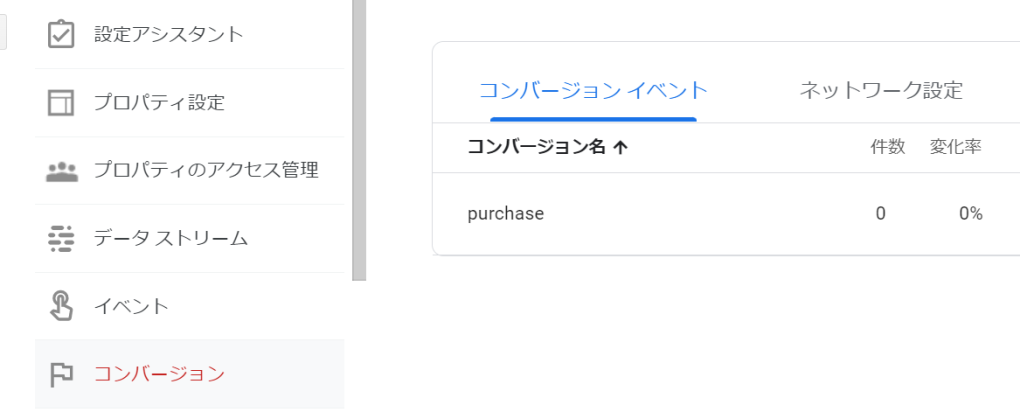 設定アシスタント
プロパティ設定
プロパティのアクセス管理
データ ストリーム
イベント
コンバージョン
コンバージョン イベント ネットワーク設定
コンバージョン名 ↑ 件数 変化率
purchase 0 0%